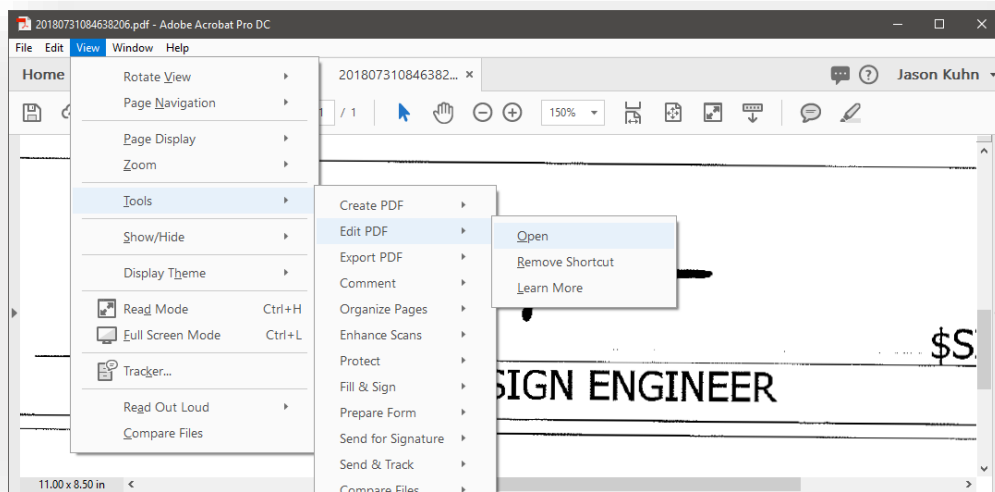 20180731084638206.pdf - Adobe Acrobat Pro DC
File Edit View Window Help
Home 201807310846382... × ? Jason Kuhn
1 / 1 150%
Rotate View
Page Navigation
Page Display
Zoom
Tools
Show/Hide
Display Theme
Read Mode Ctrl+H
Full Screen Mode Ctrl+L
Tracker...
Read Out Loud
Compare Files
Create PDF
Edit PDF
Export PDF
Comment
Organize Pages
Enhance Scans
Protect
Fill & Sign
Prepare Form
Send for Signature
Send & Track
Compare Files
Open
Remove Shortcut
Learn More
$S
SIGN ENGINEER
11.00 x 8.50 in